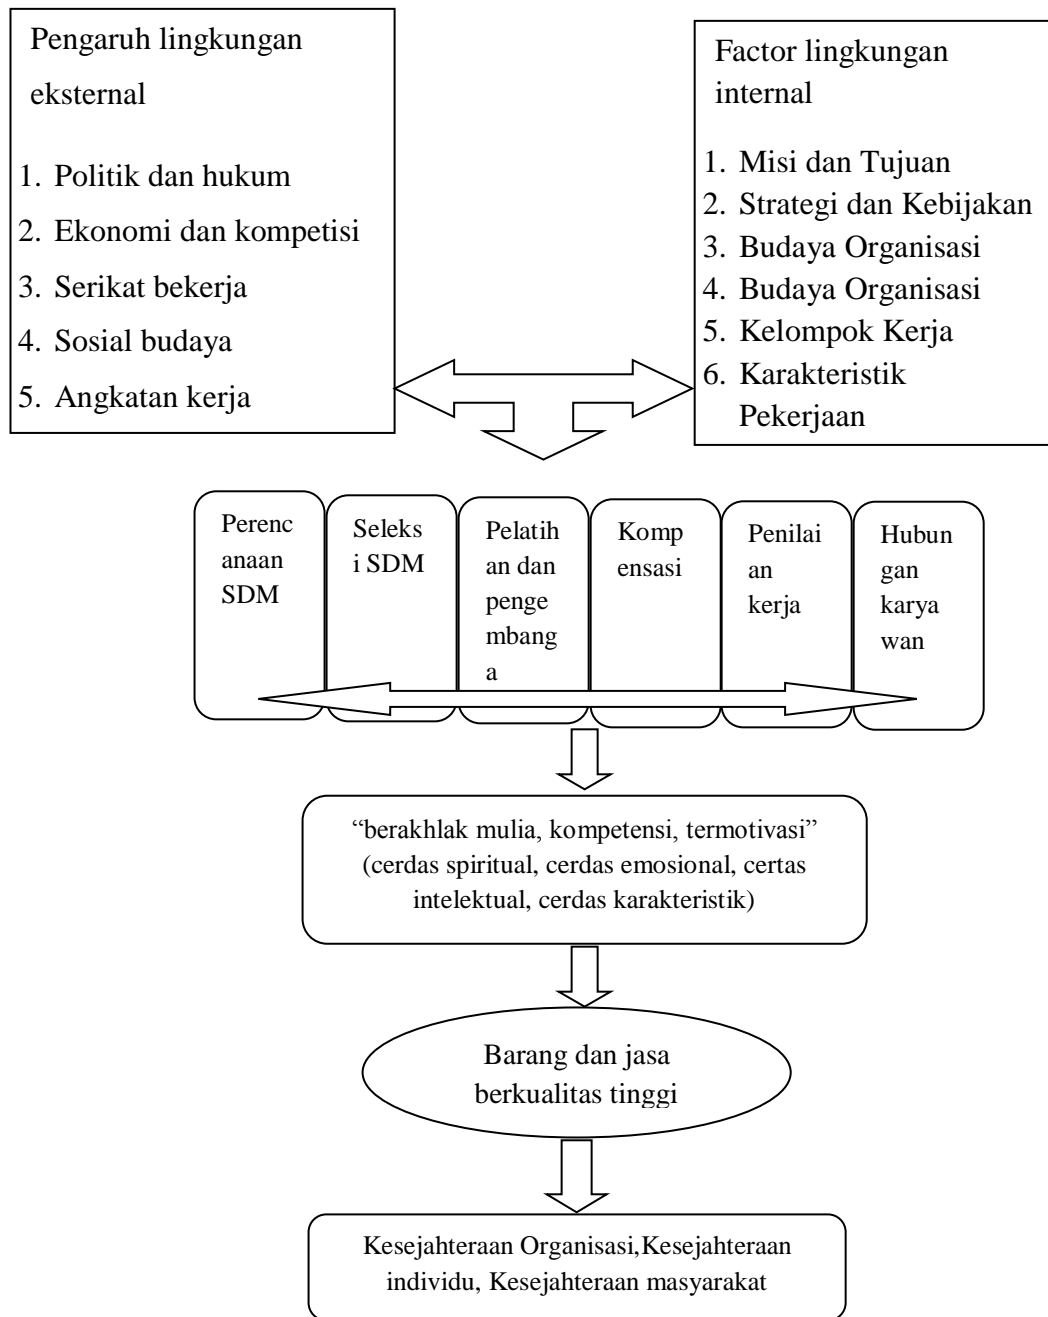 Pengaruh lingkungan
eksternal
1. Politik dan hukum
2. Ekonomi dan kompetisi
3. Serikat bekerja
4. Sosial budaya
5. Angkatan kerja
Factor lingkungan
internal
1. Misi dan Tujuan
2. Strategi dan Kebijakan
3. Budaya Organisasi
4. Budaya Organisasi
5. Kelompok Kerja
6. Karakteristik
Pekerjaan
Perenc
anaan
SDM
Seleks
i SDM
Pelatih
an dan
penge
mbang
a
Komp
ensasi
Penilai
an
kerja
Hubun
gan
karya
wan
“berakhlak mulia, kompetensi, termotivasi”
(cerdas spiritual, cerdas emosional, certas
intelektual, cerdas karakteristik)
Barang dan jasa
berkualitas tinggi
Kesejahteraan Organisasi,Kesejahteraan
individu, Kesejahteraan masyarakat